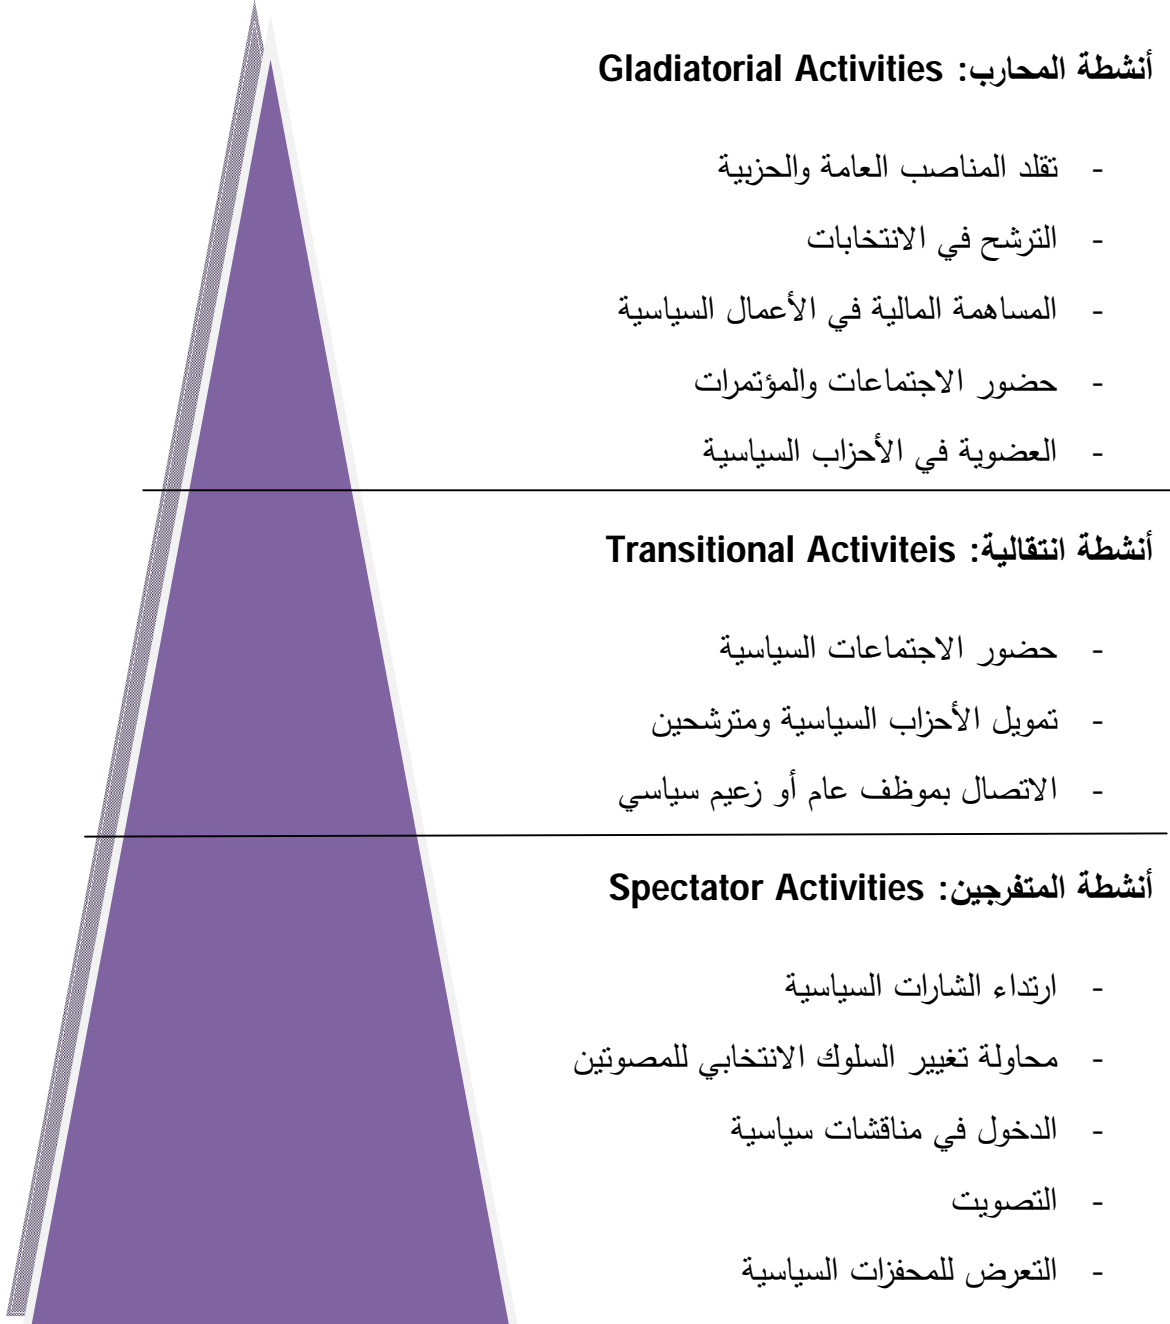 أنشطة المحارب: Gladiatorial Activities
- تقلد المناصب العامة والحزبية
- الترشح في الانتخابات
- المساهمة المالية في الأعمال السياسية
- حضور الاجتماعات والمؤتمرات
- العضوية في الأحزاب السياسية
أنشطة انتقالية: Transitional Activiteis
- حضور الاجتماعات السياسية
- تمويل الأحزاب السياسية ومترشحين
- الاتصال بموظف عام أو زعيم سياسي
أنشطة المتفرجين: Spectator Activities
- ارتداء الشارات السياسية
- محاولة تغيير السلوك الانتخابي للمصوتين
- الدخول في مناقشات سياسية
- التصويت
- التعرض للمحفزات السياسية